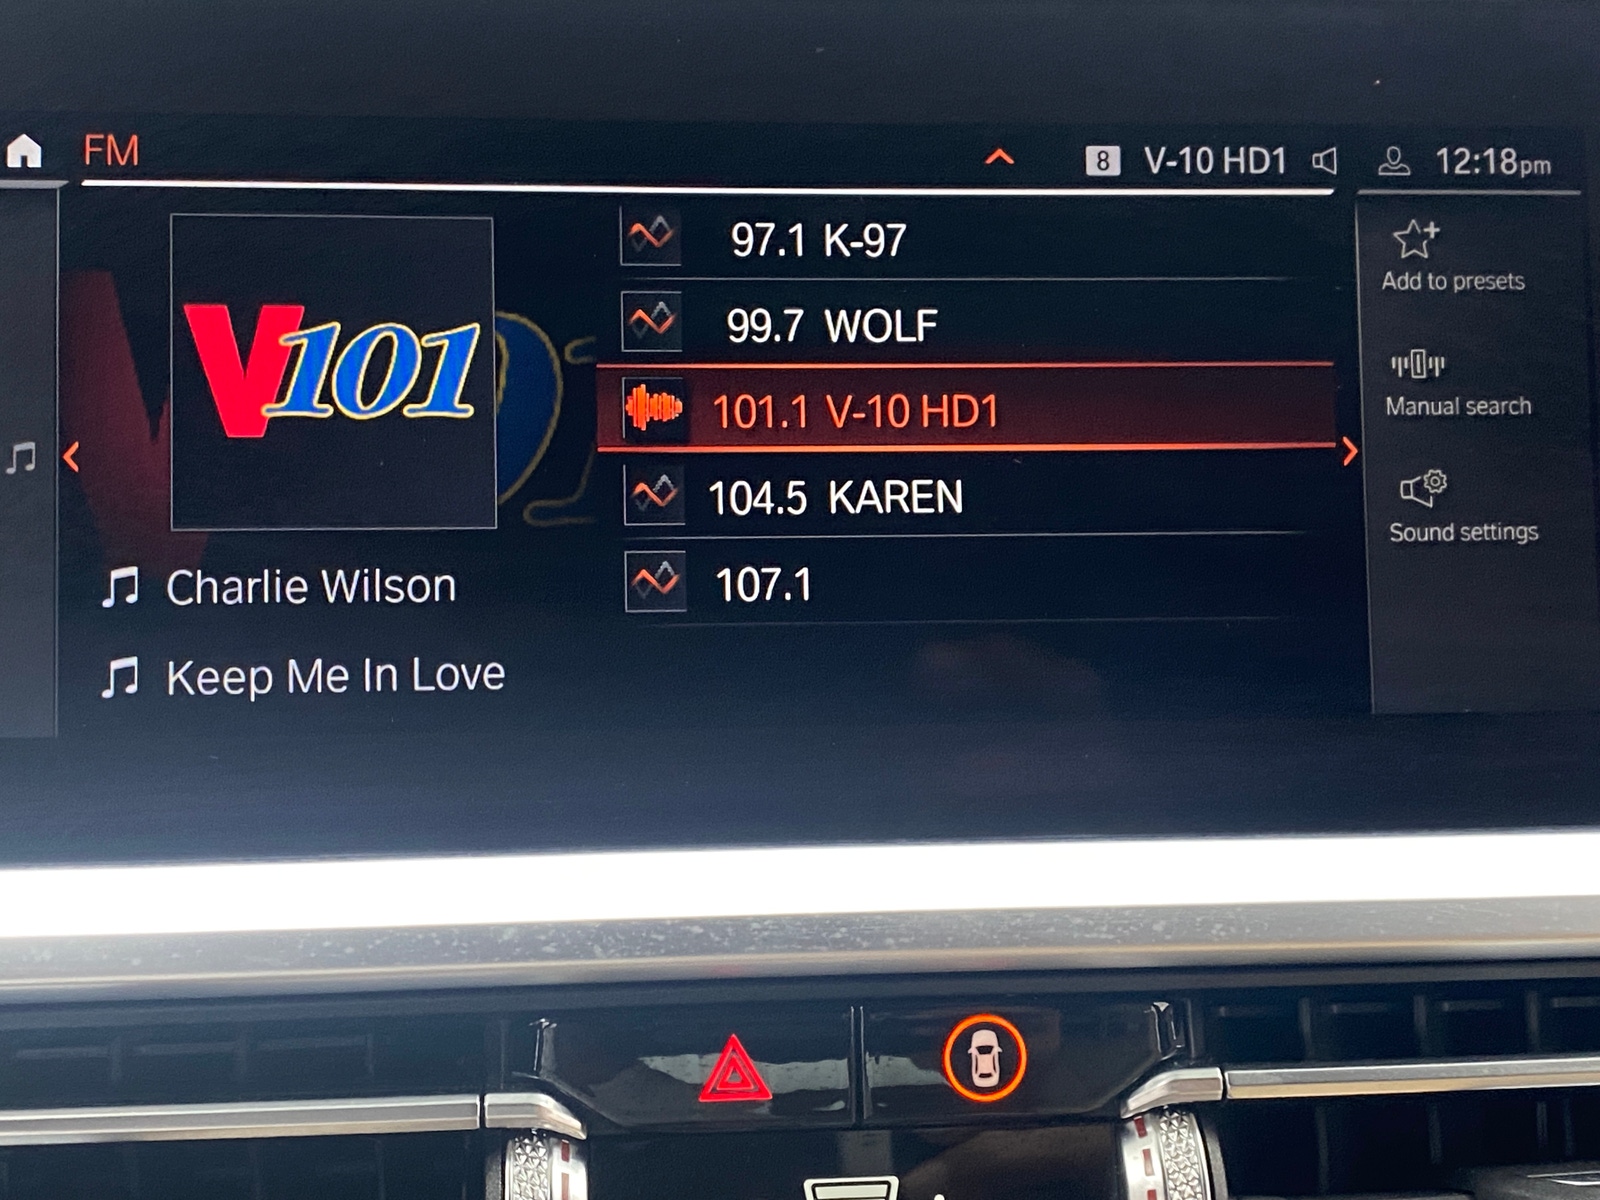 FM
8 V-10 HD1
12:18pm
V101
Charlie Wilson
Keep Me In Love
97.1 K-97
99.7 WOLF
101.1 V-10 HD1
104.5 KAREN
107.1
Add to presets
Manual search
Sound settings